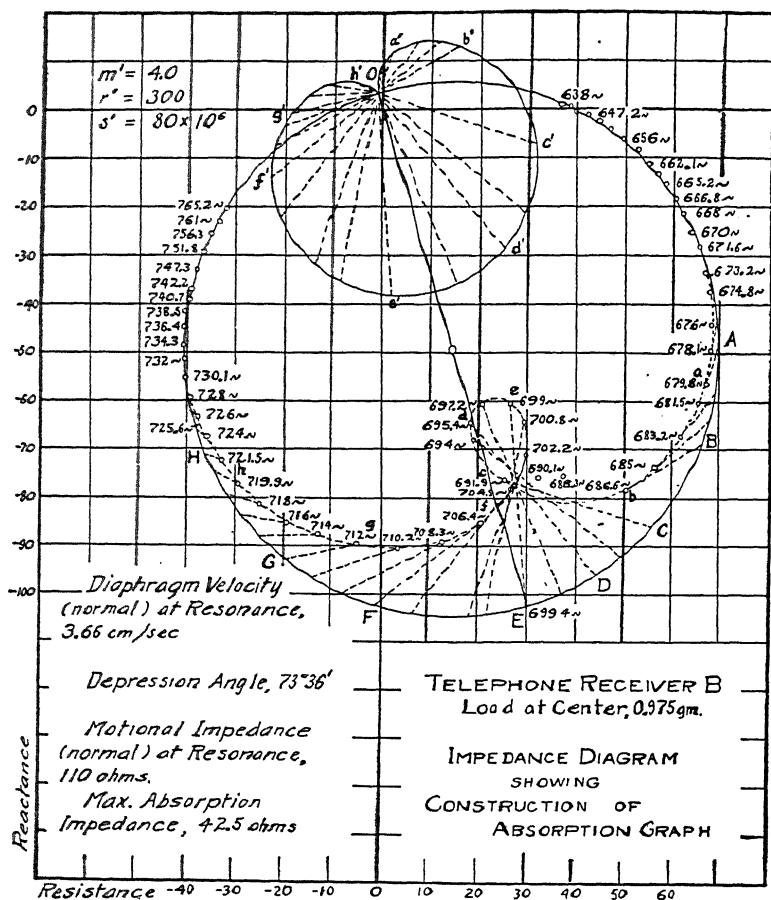 m' = 4.0
r' = 300
s' = 80 x 10⁶
h' O
a'
b'
c'
d'
e'
f'
g'
0
-10
-20
-30
-40
-50
-60
-70
-80
-90
-100
638~
647.2~
656~
662.1~
665.2~
666.8~
668~
670~
671.6~
673.2~
674.8~
676~
678.1~
A
a
679.8~
681.5~
683.2~
B
685~
686.6~
b
688.3~
690.1~
C
691.9
c
692.2
695.4~
d
694~
e
699~
700.8~
702.2~
704.5
f
706.4~
708.3~
710.2
g
712~
714~
716~
718~
719.9~
h
721.5~
H
724~
725.6
726~
728~
730.1~
732~
734.3
736.4
738.5
740.7
742.2
747.3
751.8
756.3
761~
765.2~
G
F
E
699.4~
D
Diaphragm Velocity
(normal) at Resonance,
3.66 cm/sec
Depression Angle, 73°36'
Motional Impedance
(normal) at Resonance,
110 ohms.
Max. Absorption
Impedance, 42.5 ohms
TELEPHONE RECEIVER B
Load at Center, 0.975 gm.
IMPEDANCE DIAGRAM
SHOWING
CONSTRUCTION OF
ABSORPTION GRAPH
Reactance
Resistance -40 -30 -20 -10 0 10 20 30 40 50 60